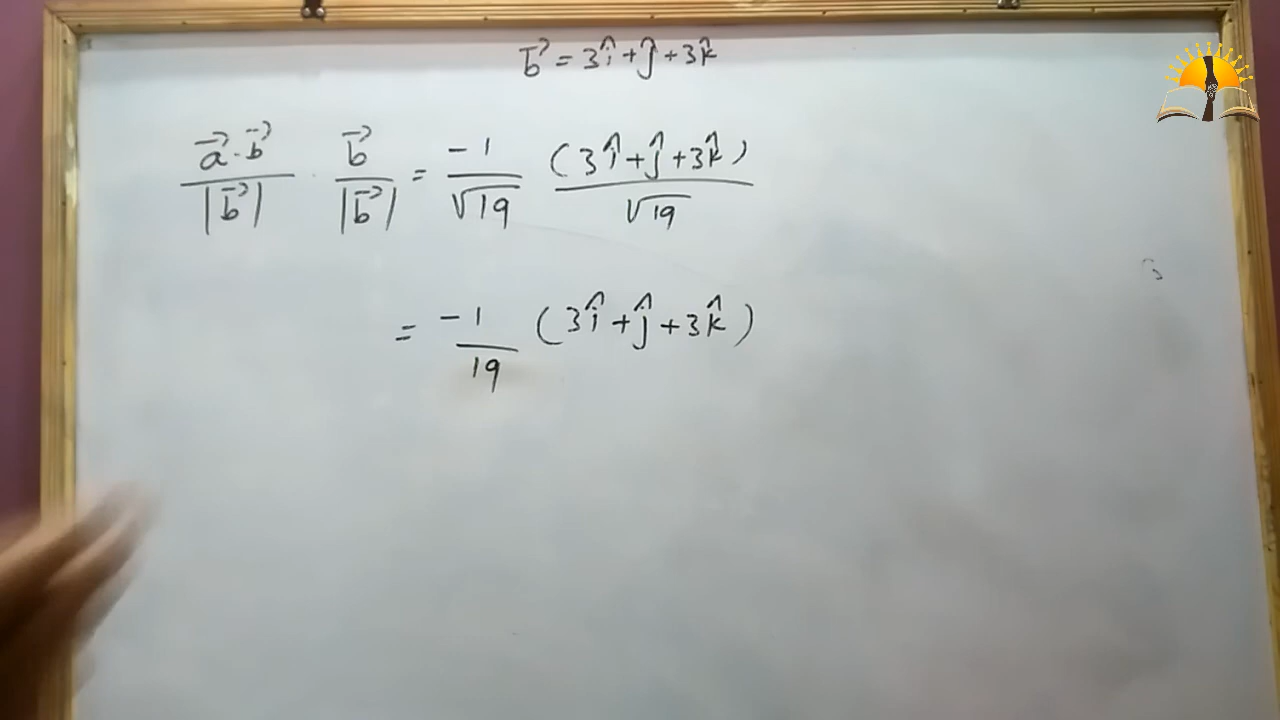 b⃗ = 3î + ĵ + 3k̂
(a⃗ · b⃗)/|b⃗| · b⃗/|b⃗| = -1/√19 (3î + ĵ + 3k̂)/√19
= -1/19 (3î + ĵ + 3k̂)